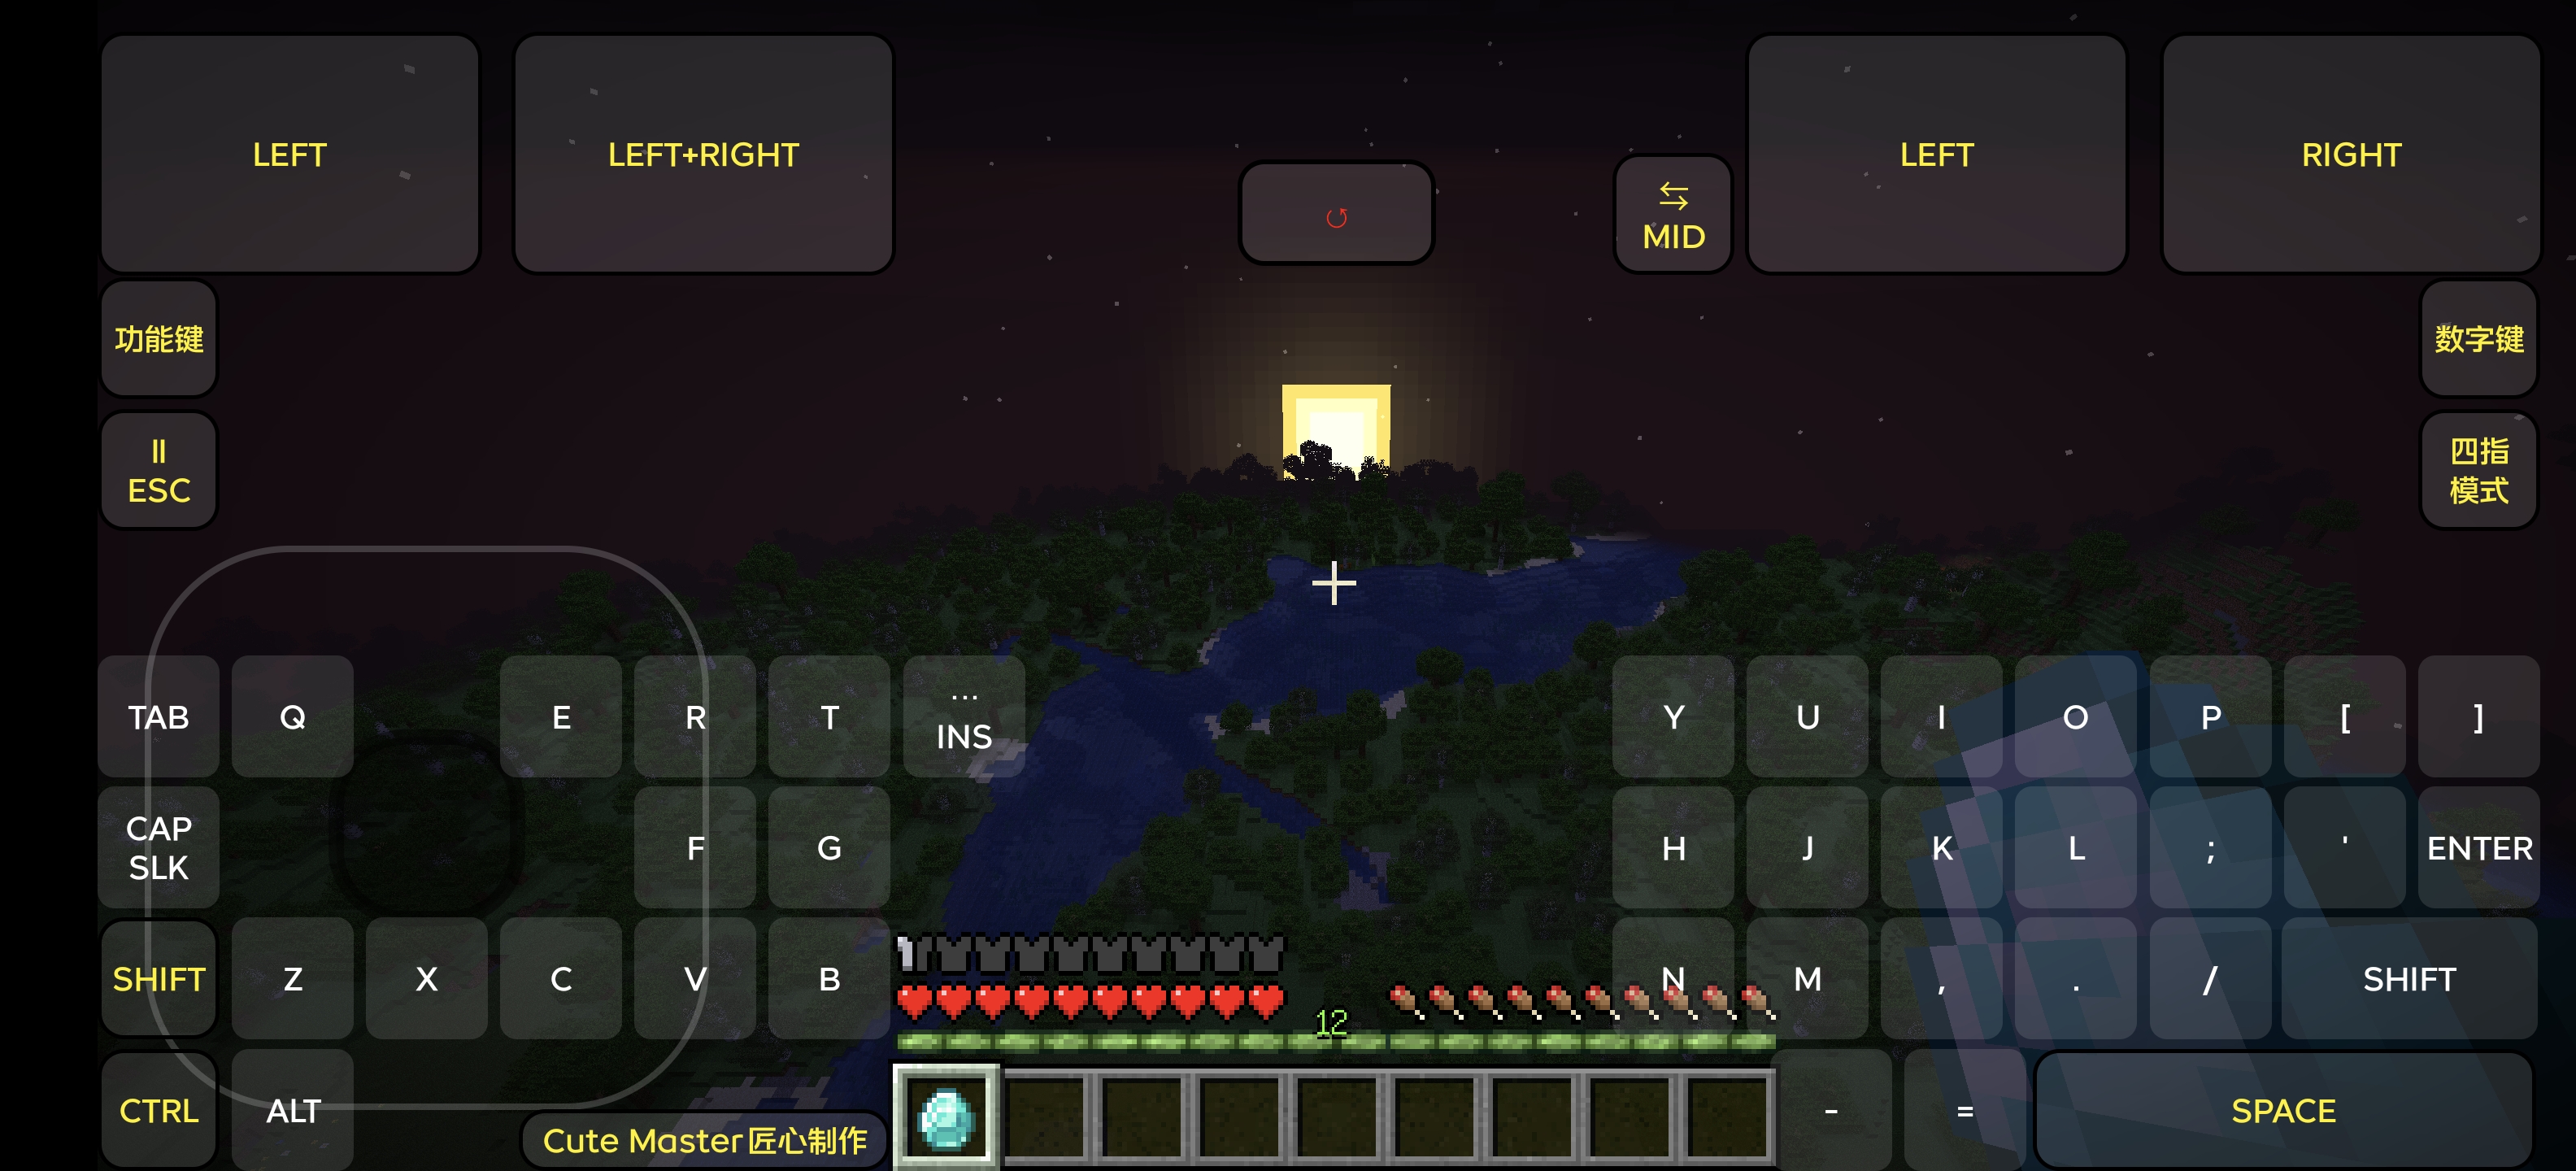 LEFT
LEFT+RIGHT
LEFT
RIGHT
⇆
MID
功能键
数字键
||
ESC
四指
模式
TAB
Q
E
R
T
...
INS
Y
U
I
O
P
[
]
CAP
SLK
F
G
H
J
K
L
;
'
ENTER
SHIFT
Z
X
C
V
B
N
M
,
.
/
SHIFT
12
CTRL
ALT
Cute Master匠心制作
-
=
SPACE